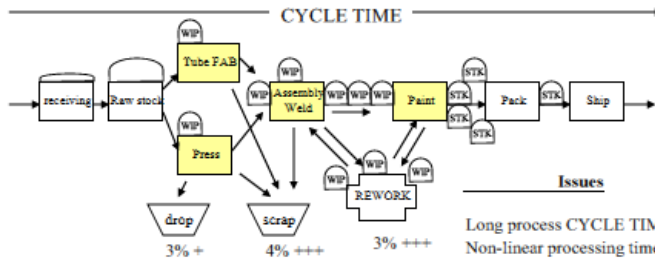 CYCLE TIME
WIP
Tube FAB
WIP
receiving
Raw stock
WIP
Assembly
Weld
WIP
WIP
WIP
Paint
STK
STK
STK
STK
Pack
STK
Ship
WIP
Press
WIP
WIP
WIP
REWORK
drop
scrap
3% +
4% +++
3% +++
Issues
Long process CYCLE TIM
Non-linear processing time